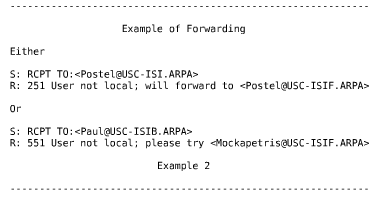 -------------------------------------------------------------
Example of Forwarding
Either
S: RCPT TO:<Postel@USC-ISI.ARPA>
R: 251 User not local; will forward to <Postel@USC-ISIF.ARPA>
Or
S: RCPT TO:<Paul@USC-ISIB.ARPA>
R: 551 User not local; please try <Mockapetris@USC-ISIF.ARPA>
Example 2
-------------------------------------------------------------